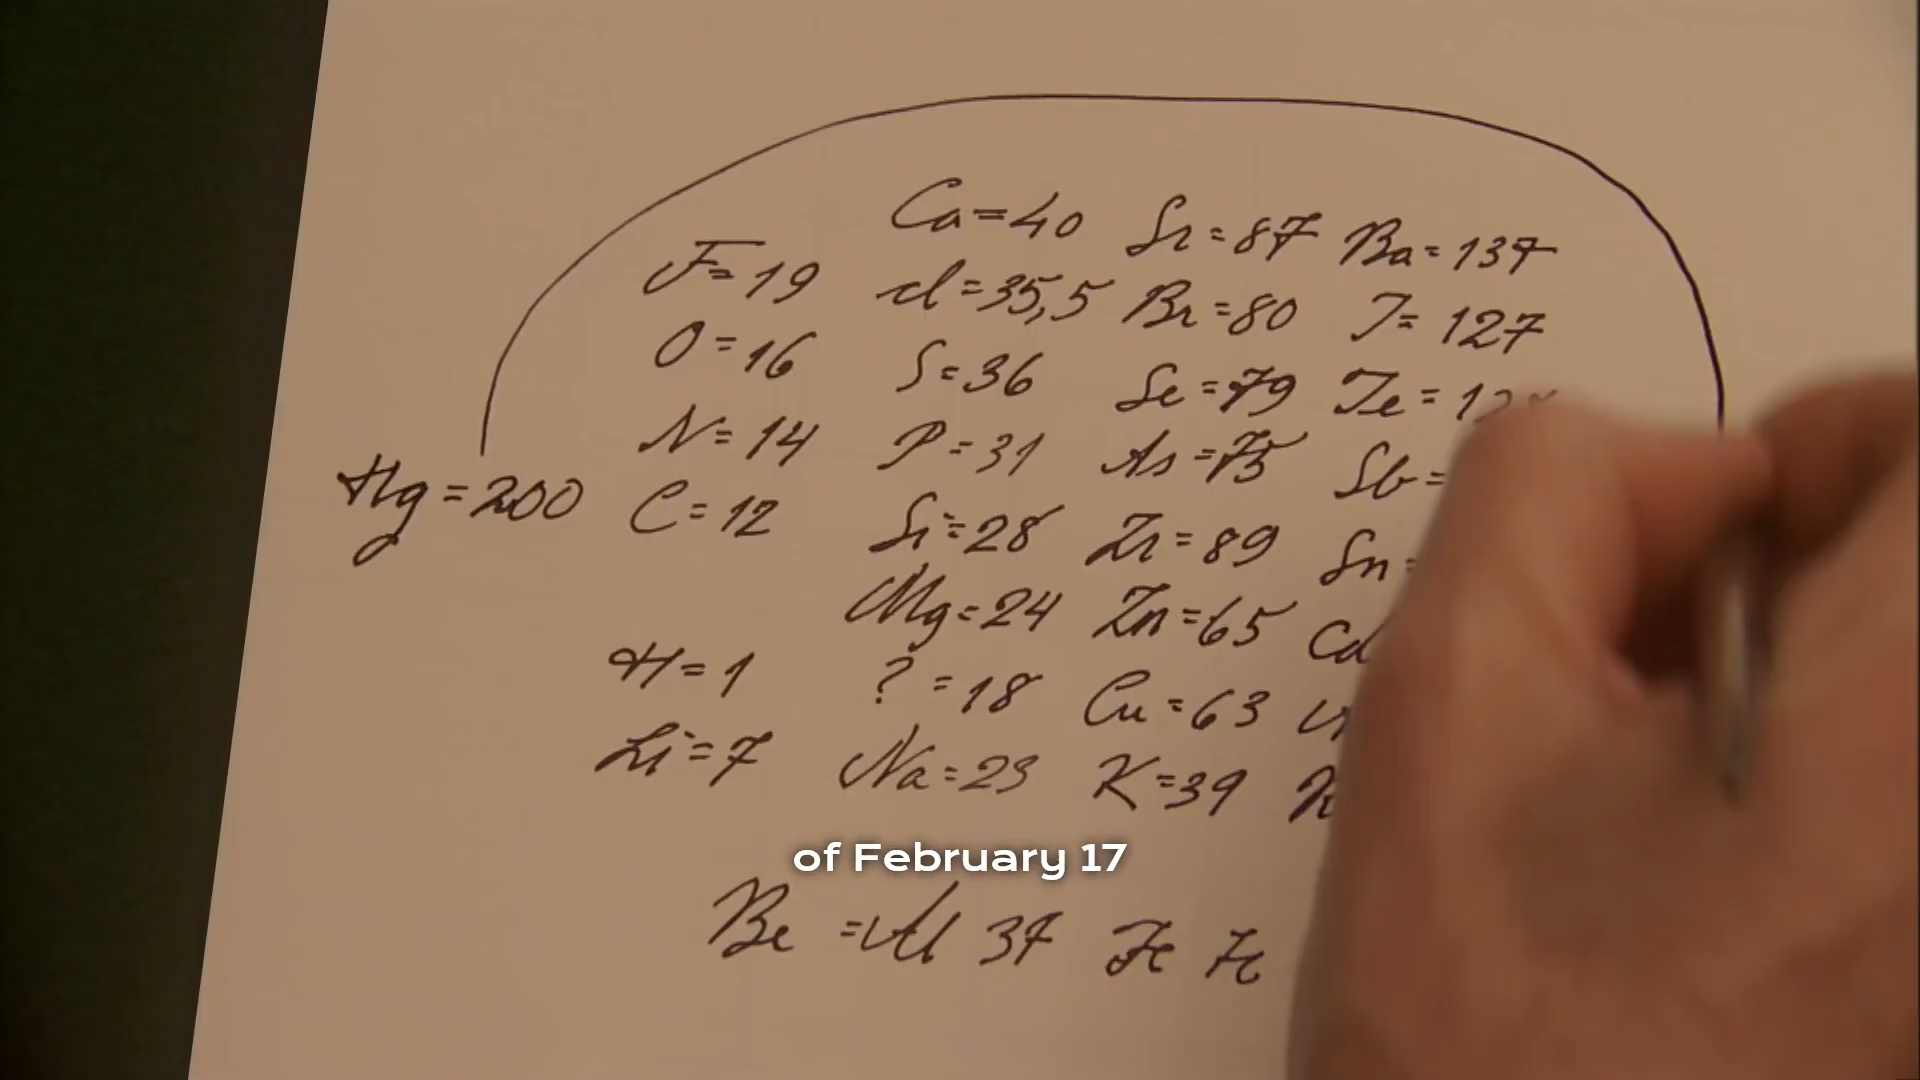 Ca=40 Sr=87 Ba=137
F=19 cl=35,5 Br=80 J=127
O=16 S=36 Se=79 Te=128
N=14 P=31 As=75 Sb=
Hg=200 C=12 Si=28 Zr=89 Sn=
Mg=24 Zn=65 Cd
H=1 ?=18 Cu=63
Li=7 Na=23 K=39
of February 17
Be =Al 37 Fe Fe